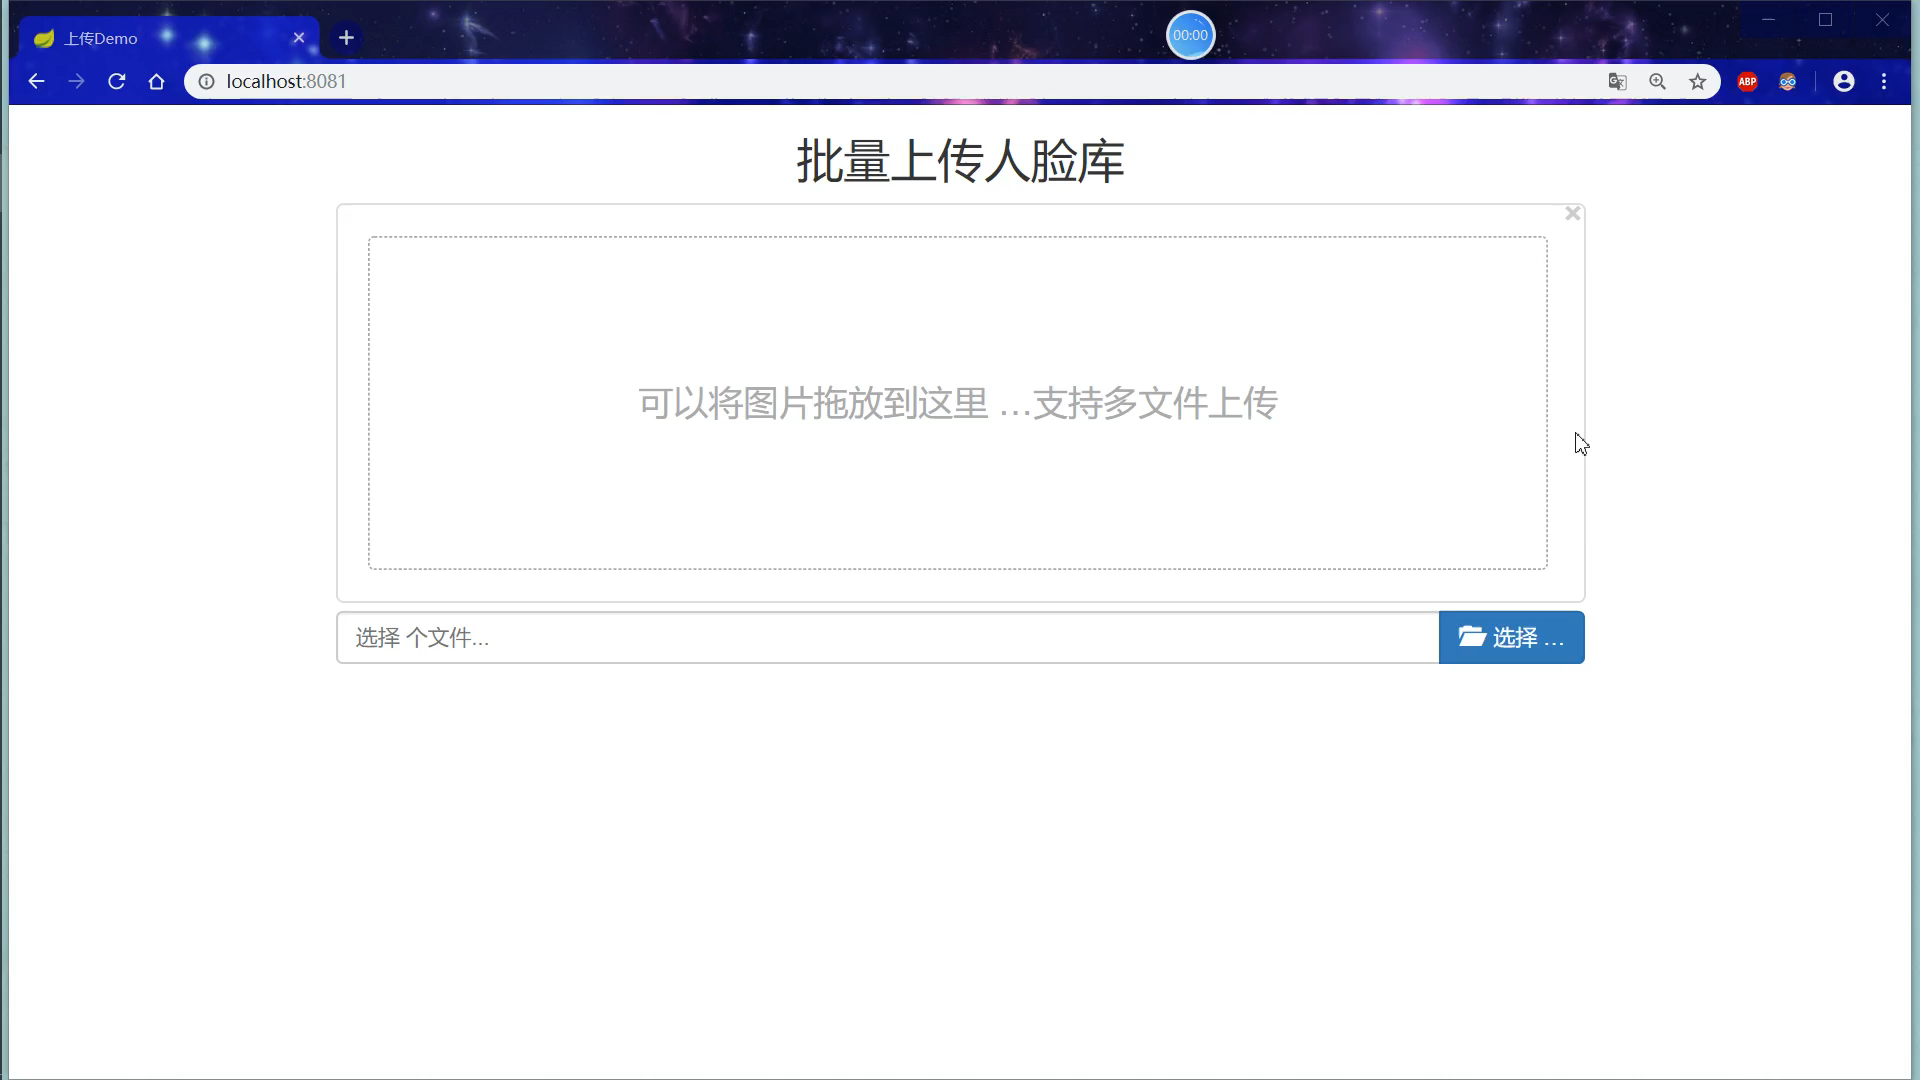 上传Demo
00:00
localhost:8081
ABP
批量上传人脸库
可以将图片拖放到这里 …支持多文件上传
选择 个文件...
选择 …